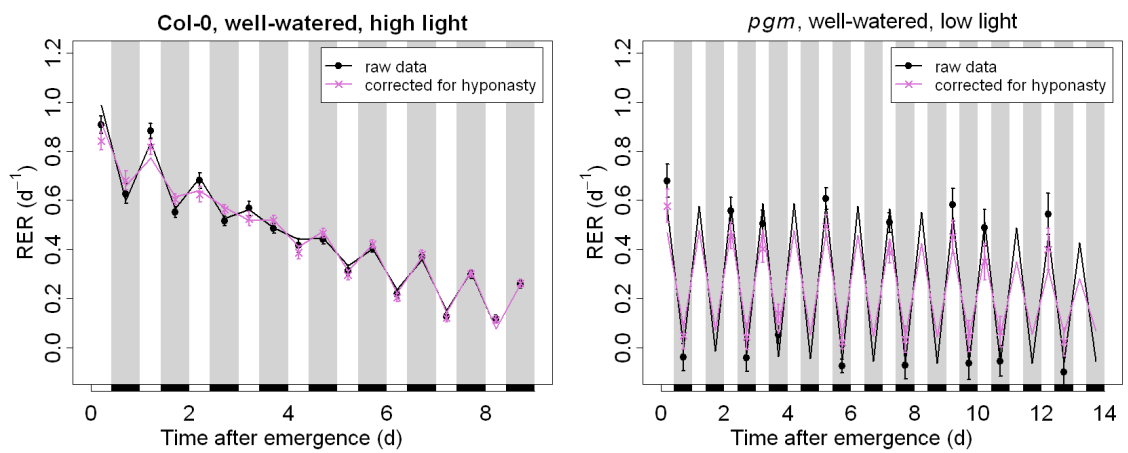 Col-0, well-watered, high light
raw data
corrected for hyponasty
RER (d⁻¹)
1.2
1.0
0.8
0.6
0.4
0.2
0.0
0 2 4 6 8
Time after emergence (d)
pgm, well-watered, low light
raw data
corrected for hyponasty
RER (d⁻¹)
1.2
1.0
0.8
0.6
0.4
0.2
0.0
0 2 4 6 8 10 12 14
Time after emergence (d)